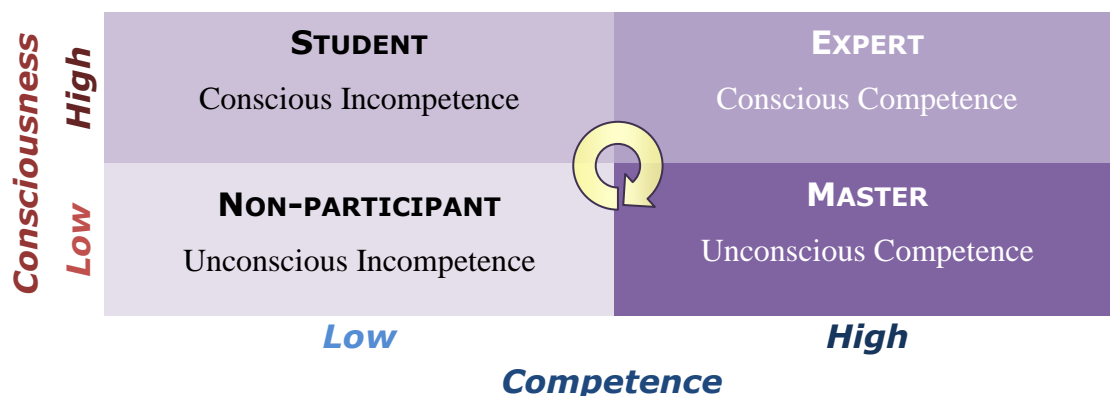 Consciousness
High
STUDENT
Conscious Incompetence
EXPERT
Conscious Competence
Low
NON-PARTICIPANT
Unconscious Incompetence
MASTER
Unconscious Competence
Low
High
Competence